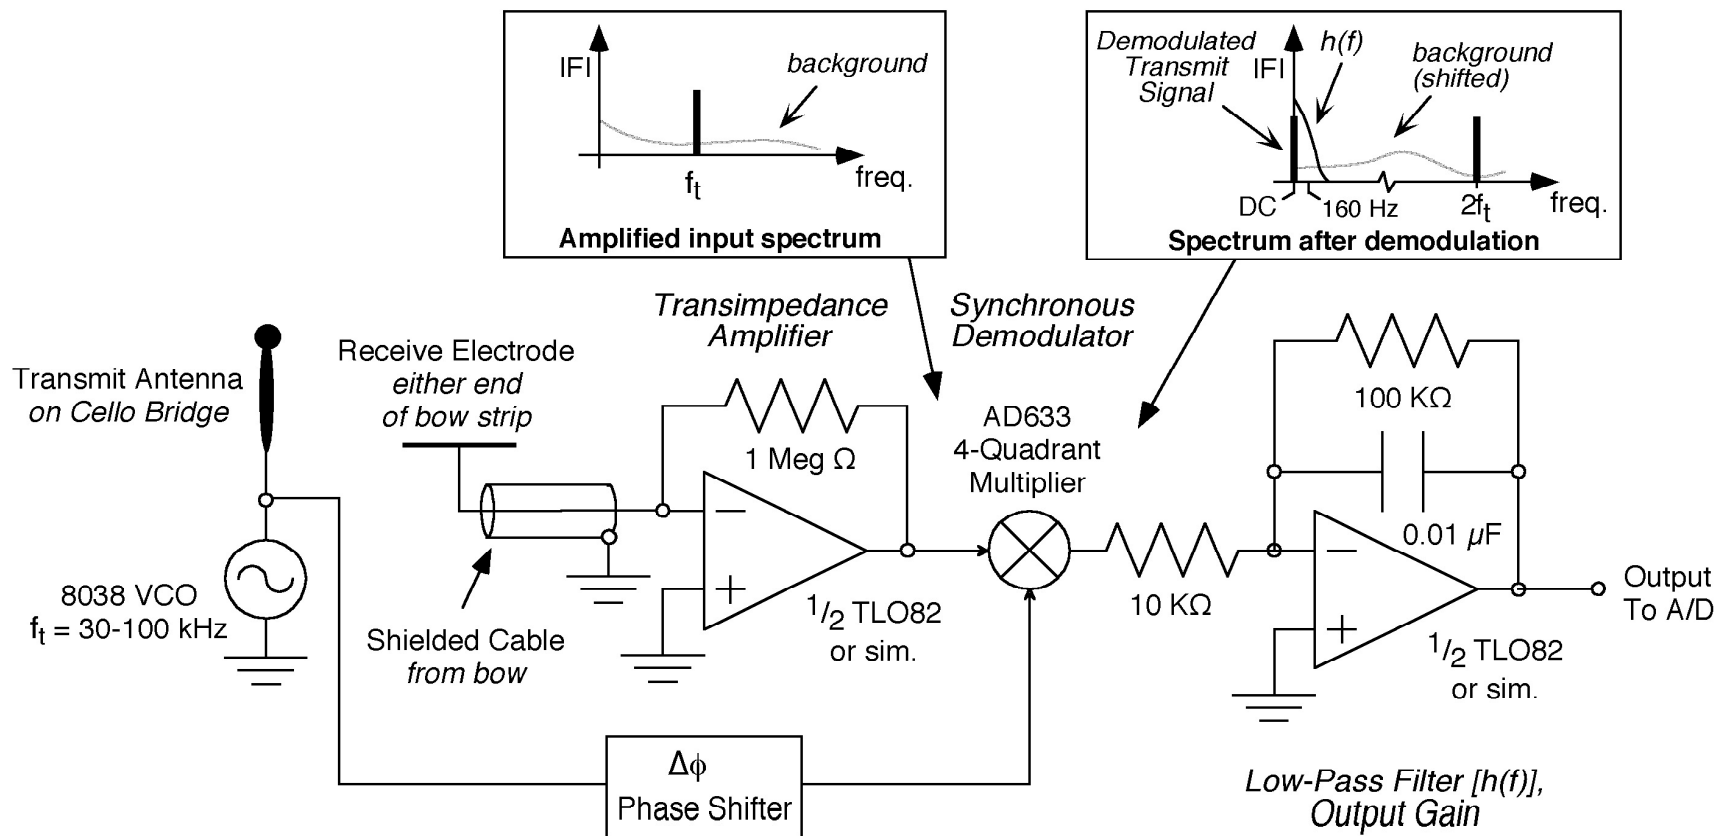 IFI
background
f_t
freq.
Amplified input spectrum
Demodulated
Transmit
Signal
IFI
h(f)
background
(shifted)
DC
160 Hz
2f_t
freq.
Spectrum after demodulation
Transimpedance
Amplifier
Synchronous
Demodulator
Transmit Antenna
on Cello Bridge
Receive Electrode
either end
of bow strip
1 Meg Ω
AD633
4-Quadrant
Multiplier
100 KΩ
0.01 µF
8038 VCO
f_t = 30-100 kHz
Shielded Cable
from bow
−
+
1/2 TLO82
or sim.
10 KΩ
−
+
1/2 TLO82
or sim.
Output
To A/D
Δϕ
Phase Shifter
Low-Pass Filter [h(f)],
Output Gain